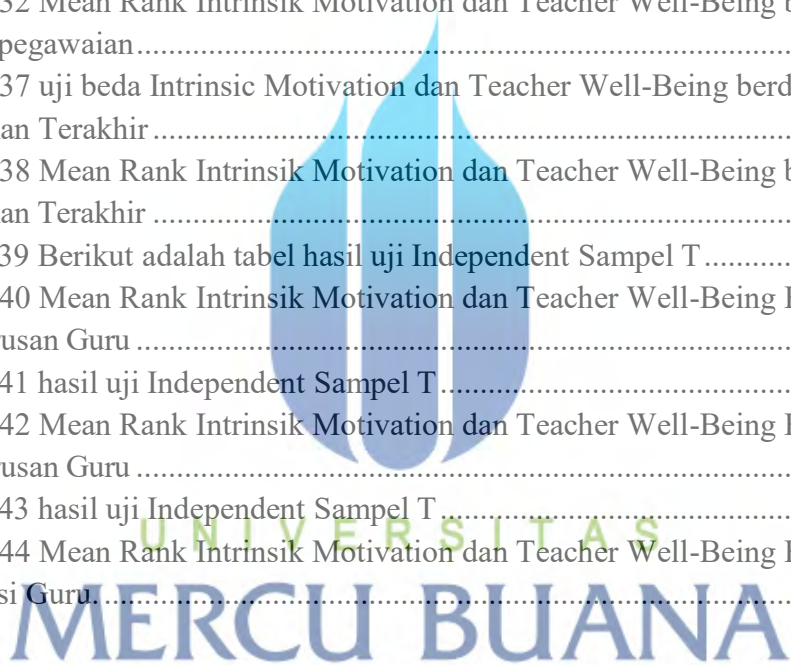 32 Mean Rank Intrinsik Motivation dan Teacher Well-Being b
pegawaian.......................................................................................
37 uji beda Intrinsic Motivation dan Teacher Well-Being berd
an Terakhir .....................................................................................
38 Mean Rank Intrinsik Motivation dan Teacher Well-Being b
an Terakhir .....................................................................................
39 Berikut adalah tabel hasil uji Independent Sampel T............
40 Mean Rank Intrinsik Motivation dan Teacher Well-Being
usan Guru .......................................................................................
41 hasil uji Independent Sampel T................................................
42 Mean Rank Intrinsik Motivation dan Teacher Well-Being
usan Guru .......................................................................................
43 hasil uji Independent Sampel T................................................
UNIVERSITAS
44 Mean Rank Intrinsik Motivation dan Teacher Well-Being
si Guru............................................................................................
MERCU BUANA